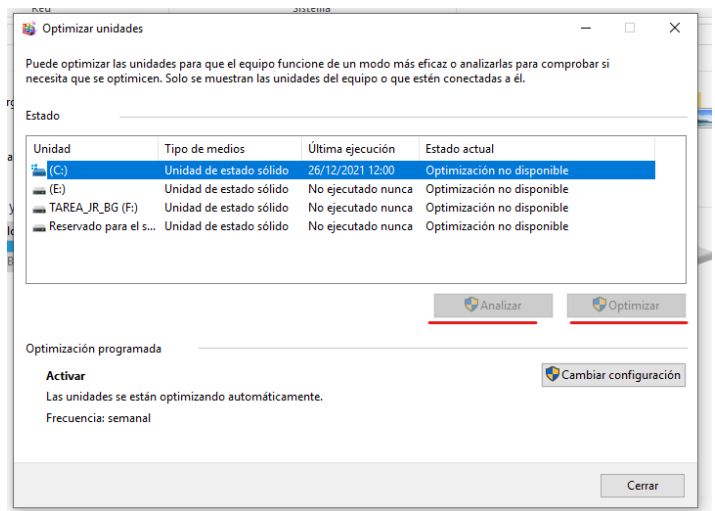 Red Sistema
Optimizar unidades
Puede optimizar las unidades para que el equipo funcione de un modo más eficaz o analizarlas para comprobar si
necesita que se optimicen. Solo se muestran las unidades del equipo o que estén conectadas a él.
Estado
Unidad Tipo de medios Última ejecución Estado actual
(C:) Unidad de estado sólido 26/12/2021 12:00 Optimización no disponible
(E:) Unidad de estado sólido No ejecutado nunca Optimización no disponible
TAREA_JR_BG (F:) Unidad de estado sólido No ejecutado nunca Optimización no disponible
Reservado para el s... Unidad de estado sólido No ejecutado nunca Optimización no disponible
Analizar Optimizar
Optimización programada
Activar
Cambiar configuración
Las unidades se están optimizando automáticamente.
Frecuencia: semanal
Cerrar